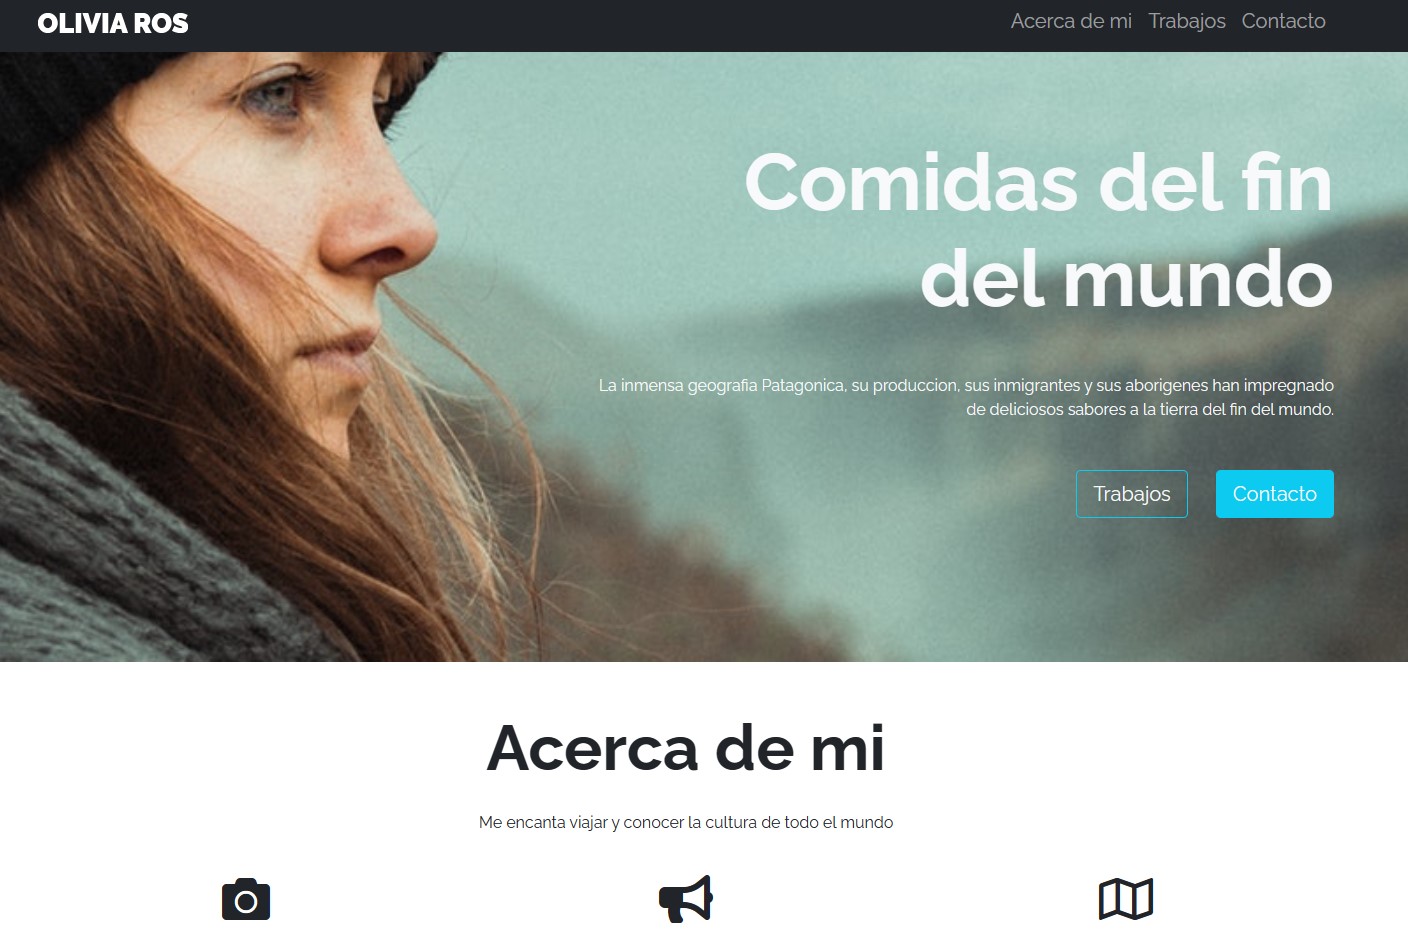 OLIVIA ROS
Acerca de mi Trabajos Contacto
Comidas del fin
del mundo
La inmensa geografia Patagonica, su produccion, sus inmigrantes y sus aborigenes han impregnado
de deliciosos sabores a la tierra del fin del mundo.
Trabajos Contacto
Acerca de mi
Me encanta viajar y conocer la cultura de todo el mundo